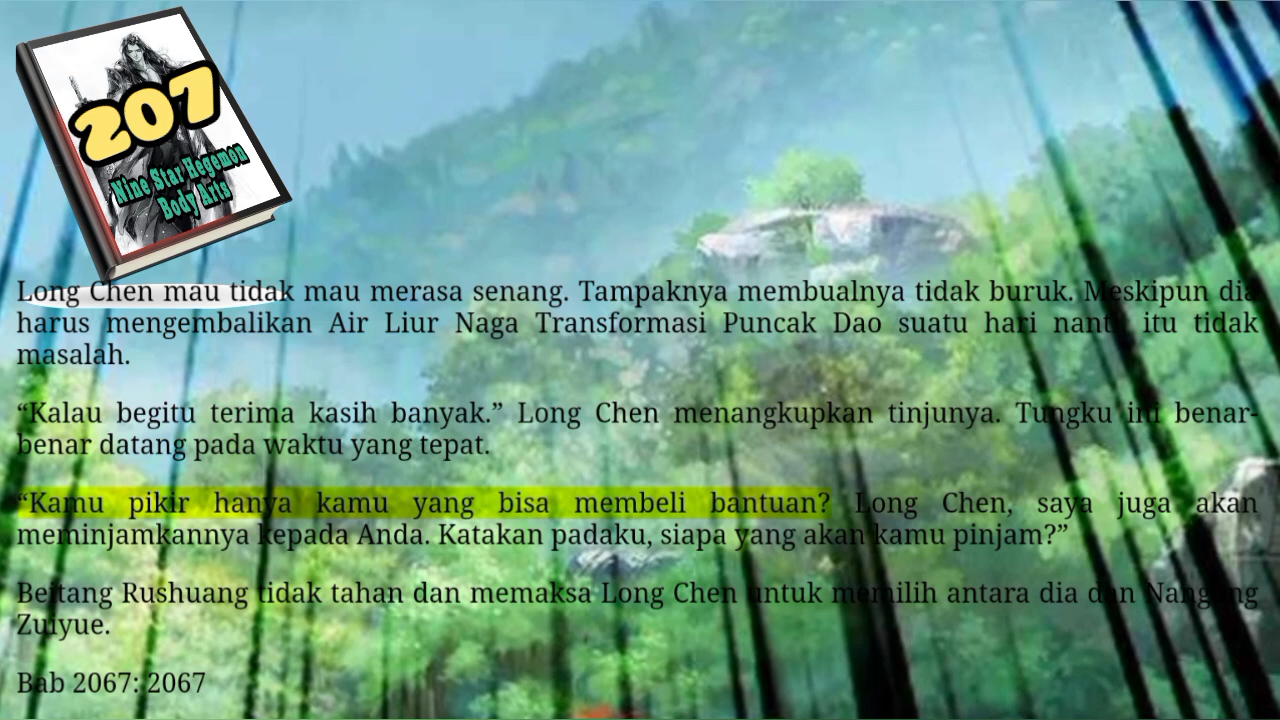 207
Nine Star Hegemon
Body Arts
Long Chen mau tidak mau merasa senang. Tampaknya membualnya tidak buruk. Meskipun dia
harus mengembalikan Air Liur Naga Transformasi Puncak Dao suatu hari nanti, itu tidak
masalah.
“Kalau begitu terima kasih banyak.” Long Chen menangkupkan tinjunya. Tungku ini benar-
benar datang pada waktu yang tepat.
“Kamu pikir hanya kamu yang bisa membeli bantuan? Long Chen, saya juga akan
meminjamkannya kepada Anda. Katakan padaku, siapa yang akan kamu pinjam?”
Beitang Rushuang tidak tahan dan memaksa Long Chen untuk memilih antara dia dan Nangong
Zuiyue.
Bab 2067: 2067